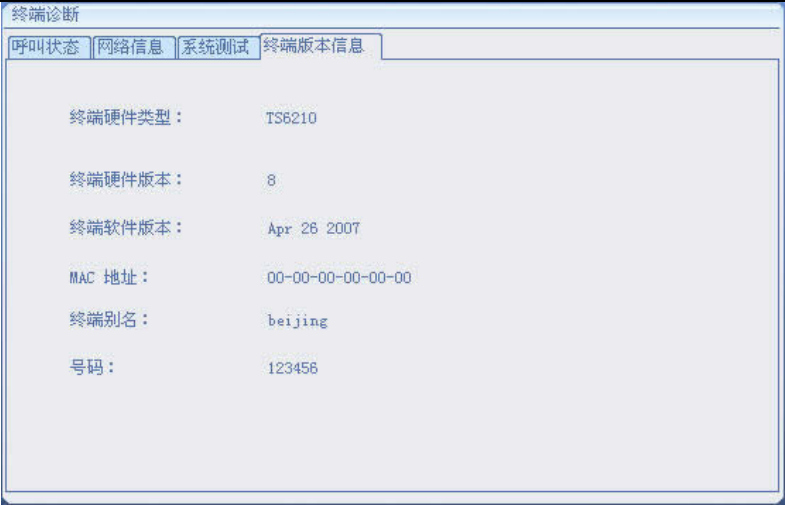 终端诊断
呼叫状态 网络信息 系统测试 终端版本信息
终端硬件类型： TS6210
终端硬件版本： 8
终端软件版本： Apr 26 2007
MAC 地址： 00-00-00-00-00-00
终端别名： beijing
号码： 123456